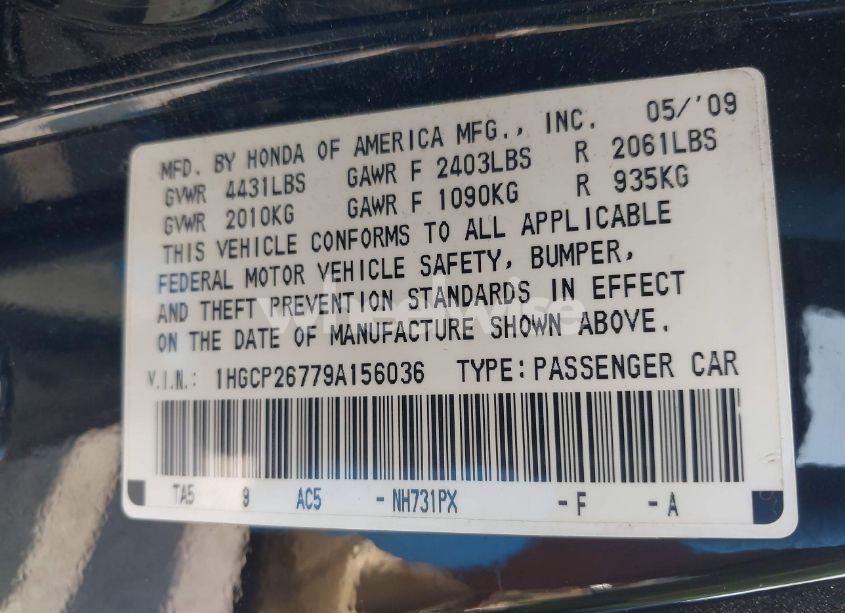 MFD. BY HONDA OF AMERICA MFG., INC. 05/'09
GVWR 4431LBS GAWR F 2403LBS R 2061LBS
GVWR 2010KG GAWR F 1090KG R 935KG
THIS VEHICLE CONFORMS TO ALL APPLICABLE
FEDERAL MOTOR VEHICLE SAFETY, BUMPER,
AND THEFT PREVENTION STANDARDS IN EFFECT
ON THE DATE OF MANUFACTURE SHOWN ABOVE.
V.I.N.: 1HGCP26779A156036 TYPE: PASSENGER CAR
TA5 9 AC5 -NH731PX -F -A
wheelwise